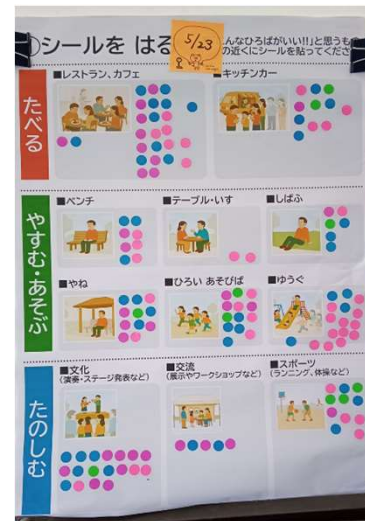 シールを はる
5/23
んなひろばがいい!!」と思うも
の近くにシールを貼ってくださ
たべる
■レストラン、カフェ
■キッチンカー
やすむ・あそぶ
■ベンチ
■テーブル・いす
■しばふ
■やね
■ひろい あそびば
■ゆうぐ
たのしむ
■文化
(演奏・ステージ発表など)
■交流
(展示やワークショップなど)
■スポーツ
(ランニング、体操など)